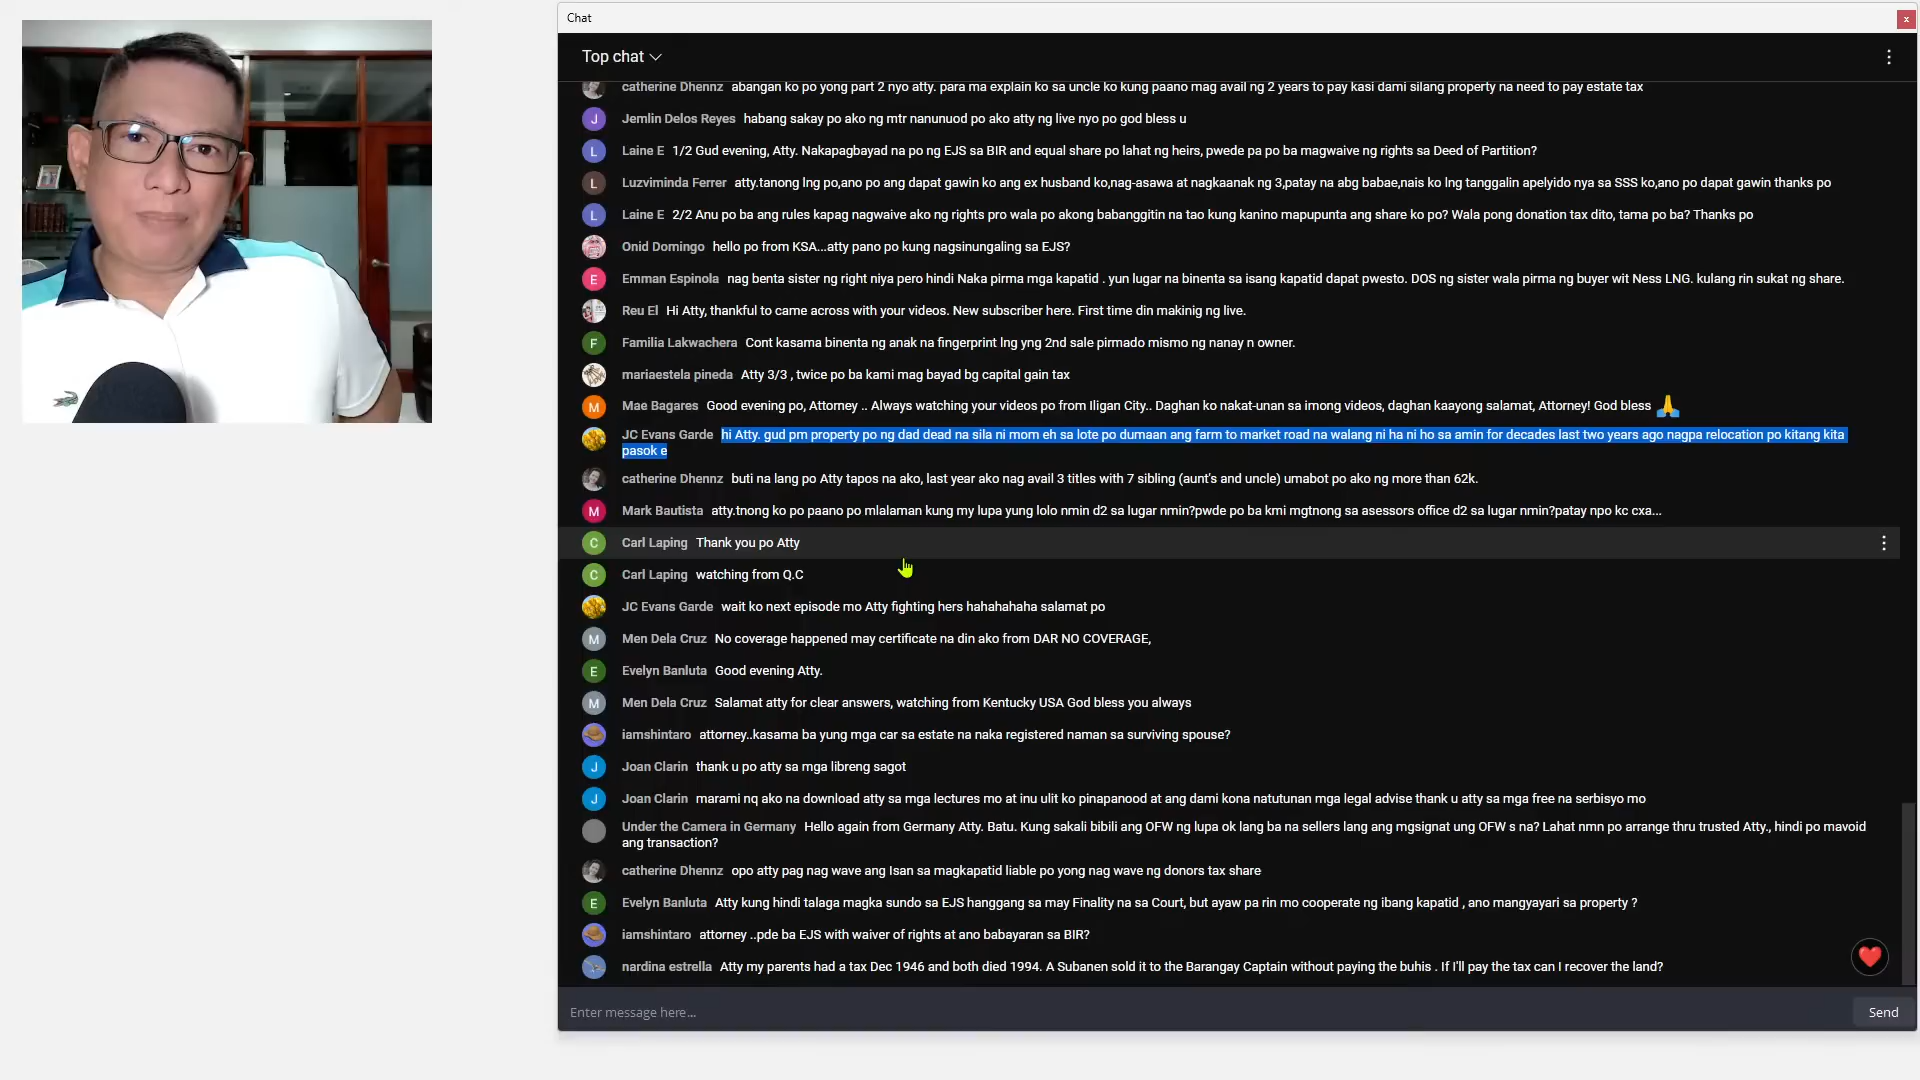 Chat
x
Top chat
catherine Dhennz abangan ko po yong part 2 nyo atty. para ma explain ko sa uncle ko kung paano mag avail ng 2 years to pay kasi dami silang property na need to pay estate tax
J Jemlin Delos Reyes habang sakay po ako ng mtr nanunuod po ako atty ng live nyo po god bless u
L Laine E 1/2 Gud evening, Atty. Nakapagbayad na po ng EJS sa BIR and equal share po lahat ng heirs, pwede pa po ba magwaive ng rights sa Deed of Partition?
L Luzviminda Ferrer atty.tanong lng po,ano po ang dapat gawin ko ang ex husband ko,nag-asawa at nagkaanak ng 3,patay na abg babae,nais ko lng tanggalin apelyido nya sa SSS ko,ano po dapat gawin thanks po
L Laine E 2/2 Anu po ba ang rules kapag nagwaive ako ng rights pro wala po akong babanggitin na tao kung kanino mapupunta ang share ko po? Wala pong donation tax dito, tama po ba? Thanks po
Onid Domingo hello po from KSA...atty pano po kung nagsinungaling sa EJS?
E Emman Espinola nag benta sister ng right niya pero hindi Naka pirma mga kapatid . yun lugar na binenta sa isang kapatid dapat pwesto. DOS ng sister wala pirma ng buyer wit Ness LNG. kulang rin sukat ng share.
Reu El Hi Atty, thankful to came across with your videos. New subscriber here. First time din makinig ng live.
F Familia Lakwachera Cont kasama binenta ng anak na fingerprint lng yng 2nd sale pirmado mismo ng nanay n owner.
mariaestela pineda Atty 3/3 , twice po ba kami mag bayad bg capital gain tax
M Mae Bagares Good evening po, Attorney .. Always watching your videos po from Iligan City.. Daghan ko nakat-unan sa imong videos, daghan kaayong salamat, Attorney! God bless 🙏
JC Evans Garde hi Atty. gud pm property po ng dad dead na sila ni mom eh sa lote po dumaan ang farm to market road na walang ni ha ni ho sa amin for decades last two years ago nagpa relocation po kitang kita
pasok e
catherine Dhennz buti na lang po Atty tapos na ako, last year ako nag avail 3 titles with 7 sibling (aunt's and uncle) umabot po ako ng more than 62k.
M Mark Bautista atty.tnong ko po paano po mlalaman kung my lupa yung lolo nmin d2 sa lugar nmin?pwde po ba kmi mgtnong sa asessors office d2 sa lugar nmin?patay npo kc cxa...
C Carl Laping Thank you po Atty
C Carl Laping watching from Q.C
JC Evans Garde wait ko next episode mo Atty fighting hers hahahahaha salamat po
M Men Dela Cruz No coverage happened may certificate na din ako from DAR NO COVERAGE,
E Evelyn Banluta Good evening Atty.
M Men Dela Cruz Salamat atty for clear answers, watching from Kentucky USA God bless you always
iamshintaro attorney..kasama ba yung mga car sa estate na naka registered naman sa surviving spouse?
J Joan Clarin thank u po atty sa mga libreng sagot
J Joan Clarin marami nq ako na download atty sa mga lectures mo at inu ulit ko pinapanood at ang dami kona natutunan mga legal advise thank u atty sa mga free na serbisyo mo
Under the Camera in Germany Hello again from Germany Atty. Batu. Kung sakali bibili ang OFW ng lupa ok lang ba na sellers lang ang mgsignat ung OFW s na? Lahat nmn po arrange thru trusted Atty., hindi po mavoid
ang transaction?
catherine Dhennz opo atty pag nag wave ang Isan sa magkapatid liable po yong nag wave ng donors tax share
E Evelyn Banluta Atty kung hindi talaga magka sundo sa EJS hanggang sa may Finality na sa Court, but ayaw pa rin mo cooperate ng ibang kapatid , ano mangyayari sa property ?
iamshintaro attorney ..pde ba EJS with waiver of rights at ano babayaran sa BIR?
nardina estrella Atty my parents had a tax Dec 1946 and both died 1994. A Subanen sold it to the Barangay Captain without paying the buhis . If I'll pay the tax can I recover the land?
Enter message here...
Send